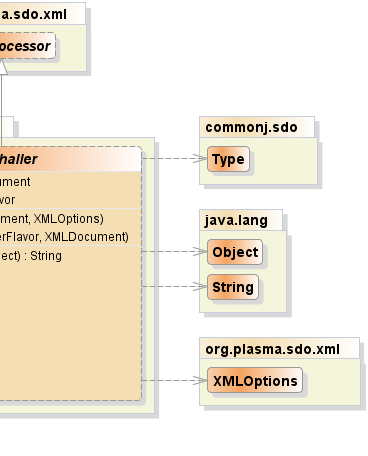 a.sdo.xml
ocessor
commonj.sdo
haller
Type
ument
vor
ment, XMLOptions)
java.lang
erFlavor, XMLDocument)
ect) : String
Object
String
org.plasma.sdo.xml
XMLOptions